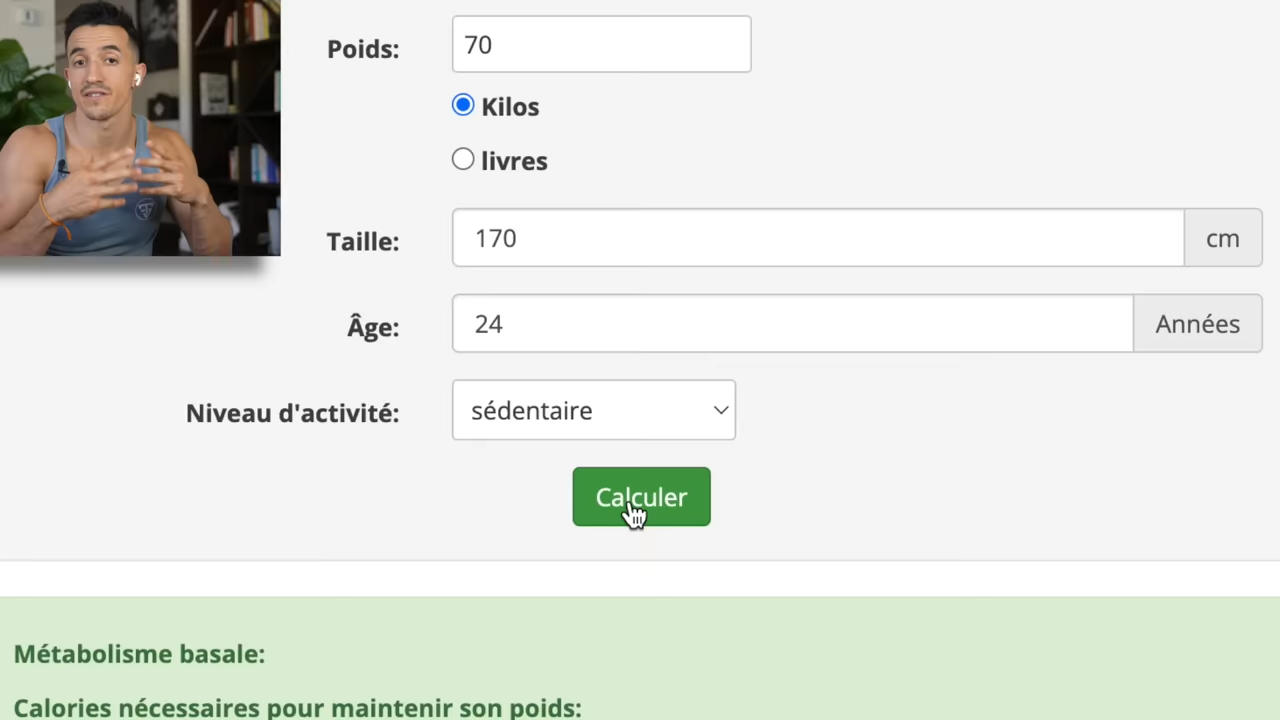 Poids:
70
Kilos
livres
Taille:
170
cm
Âge:
24
Années
Niveau d'activité:
sédentaire
Calculer
Métabolisme basale:
Calories nécessaires pour maintenir son poids: